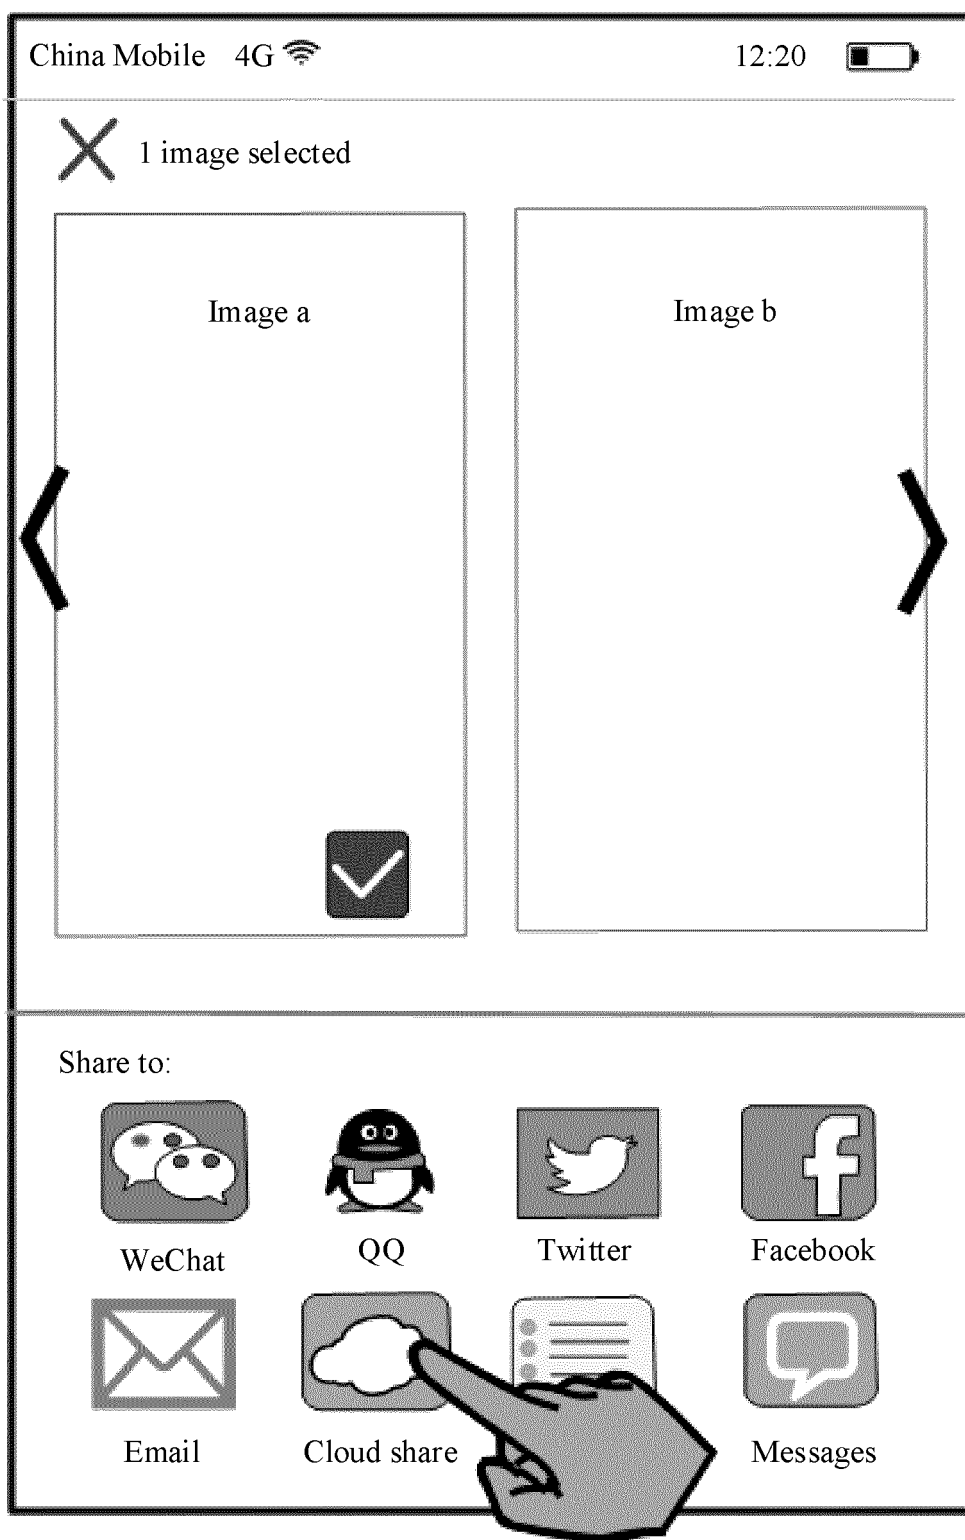 China Mobile 4G 12:20
1 image selected
Image a Image b
Share to:
WeChat QQ Twitter Facebook
Email Cloud share Messages